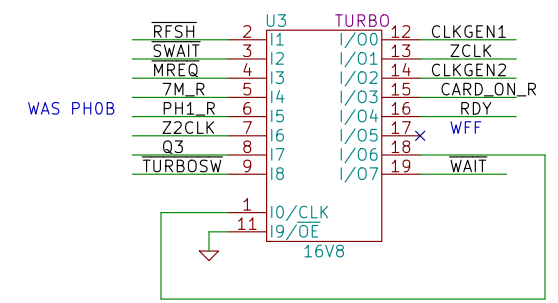 U3 TURBO
RFSH 2 I1 I/O0 12 CLKGEN1
SWAIT 3 I2 I/O1 13 ZCLK
MREQ 4 I3 I/O2 14 CLKGEN2
7M_R 5 I4 I/O3 15 CARD_ON_R
WAS PH0B PH1_R 6 I5 I/O4 16 RDY
Z2CLK 7 I6 I/O5 17 WFF
Q3 8 I7 I/O6 18
TURBOSW 9 I8 I/O7 19 WAIT
1 I0/CLK
11 I9/OE
16V8